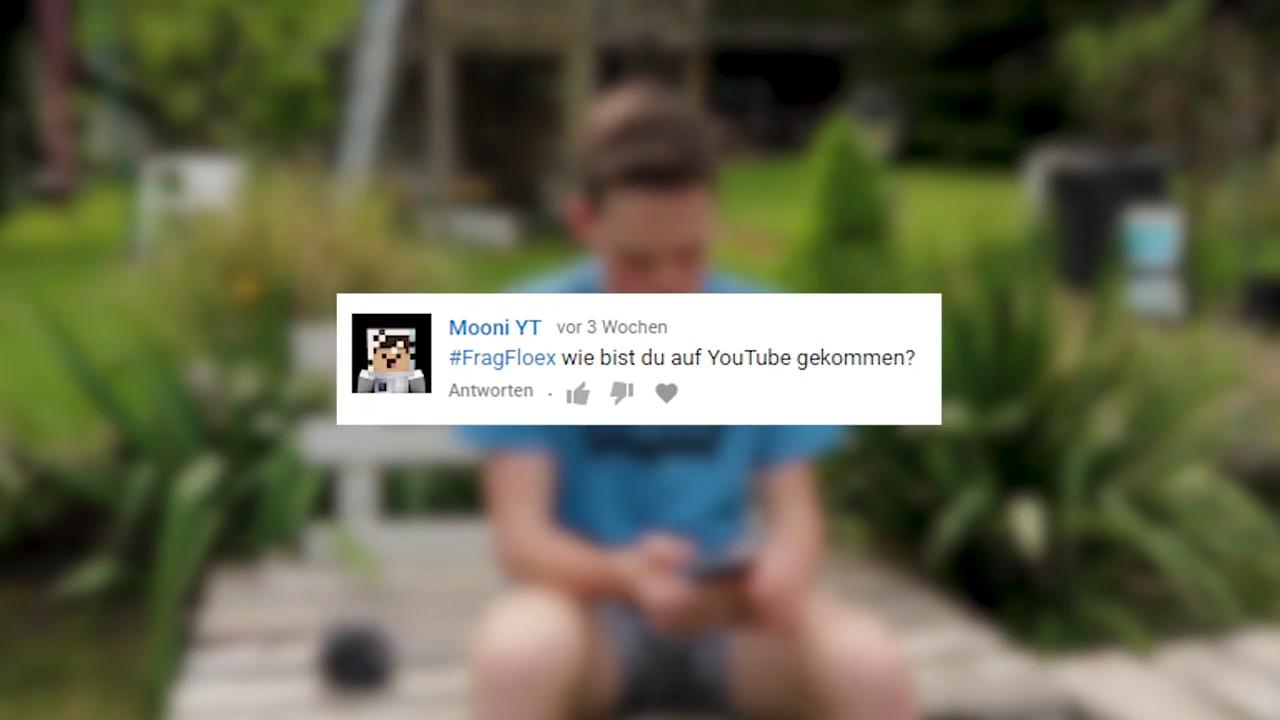 Mooni YT vor 3 Wochen
#FragFloex wie bist du auf YouTube gekommen?
Antworten ·